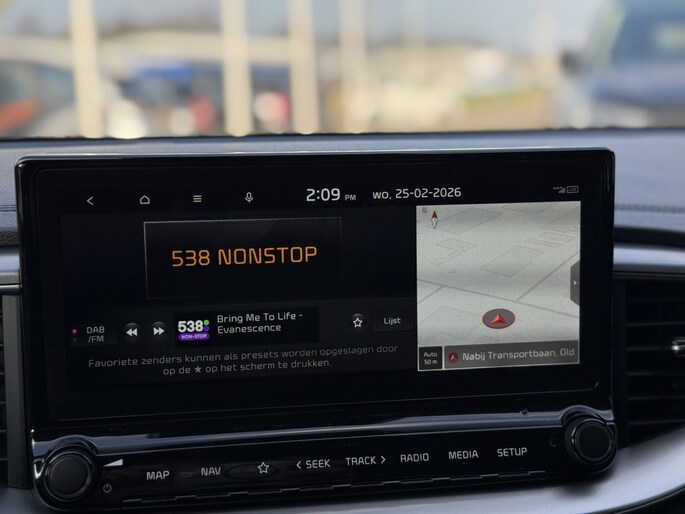 2:09 PM WO, 25-02-2026
538 NONSTOP
DAB
/FM
538
NON-STOP
Bring Me To Life -
Evanescence
Lijst
Favoriete zenders kunnen als presets worden opgeslagen door
op de ★ op het scherm te drukken.
N
Auto
50 m
Nabij Transportbaan, Old
MAP
NAV
< SEEK
TRACK >
RADIO
MEDIA
SETUP